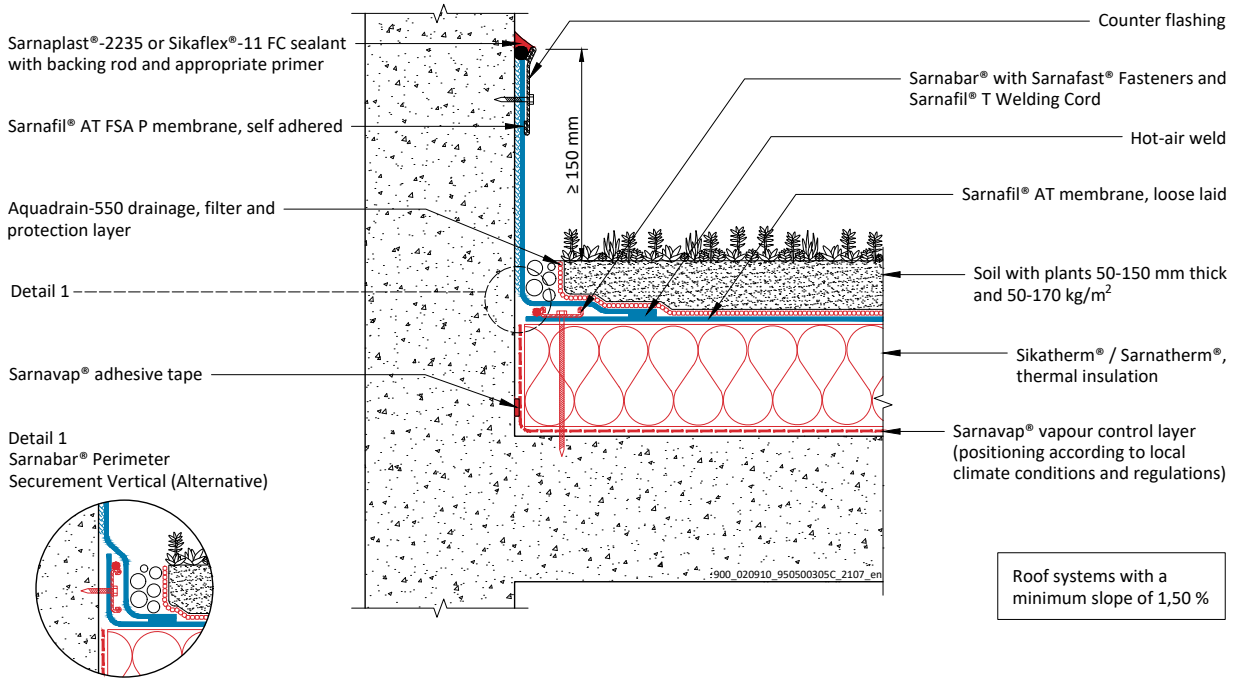 Sarnaplast®-2235 or Sikaflex®-11 FC sealant
with backing rod and appropriate primer
Sarnafil® AT FSA P membrane, self adhered
Aquadrain-550 drainage, filter and
protection layer
Detail 1
Sarnavap® adhesive tape
Detail 1
Sarnabar® Perimeter
Securement Vertical (Alternative)
≥ 150 mm
Counter flashing
Sarnabar® with Sarnafast® Fasteners and
Sarnafil® T Welding Cord
Hot-air weld
Sarnafil® AT membrane, loose laid
Soil with plants 50-150 mm thick
and 50-170 kg/m²
Sikatherm® / Sarnatherm®,
thermal insulation
Sarnavap® vapour control layer
(positioning according to local
climate conditions and regulations)
900_020910_950500305C_2107_en
Roof systems with a
minimum slope of 1,50 %